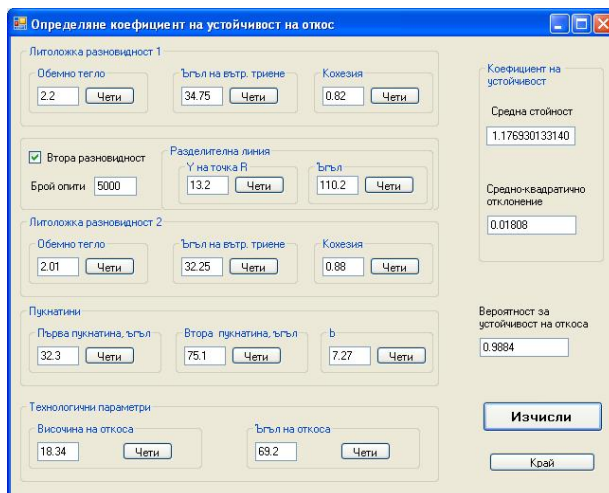 Определяне коефициент на устойчивост на откос
Литоложка разновидност 1
Обемно тегло
2.2 Чети
Ъгъл на вътр. триене
34.75 Чети
Кохезия
0.82 Чети
Втора разновидност
Брой опити 5000
Разделителна линия
Y на точка R
13.2 Чети
Ъгъл
110.2 Чети
Литоложка разновидност 2
Обемно тегло
2.01 Чети
Ъгъл на вътр. триене
32.25 Чети
Кохезия
0.88 Чети
Пукнатини
Първа пукнатина, ъгъл
32.3 Чети
Втора пукнатина, ъгъл
75.1 Чети
b
7.27 Чети
Технологични параметри
Височина на откоса
18.34 Чети
Ъгъл на откоса
69.2 Чети
Коефициент на
устойчивост
Средна стойност
1.176930133140
Средно-квадратично
отклонение
0.01808
Вероятност за
устойчивост на откоса
0.9884
Изчисли
Край